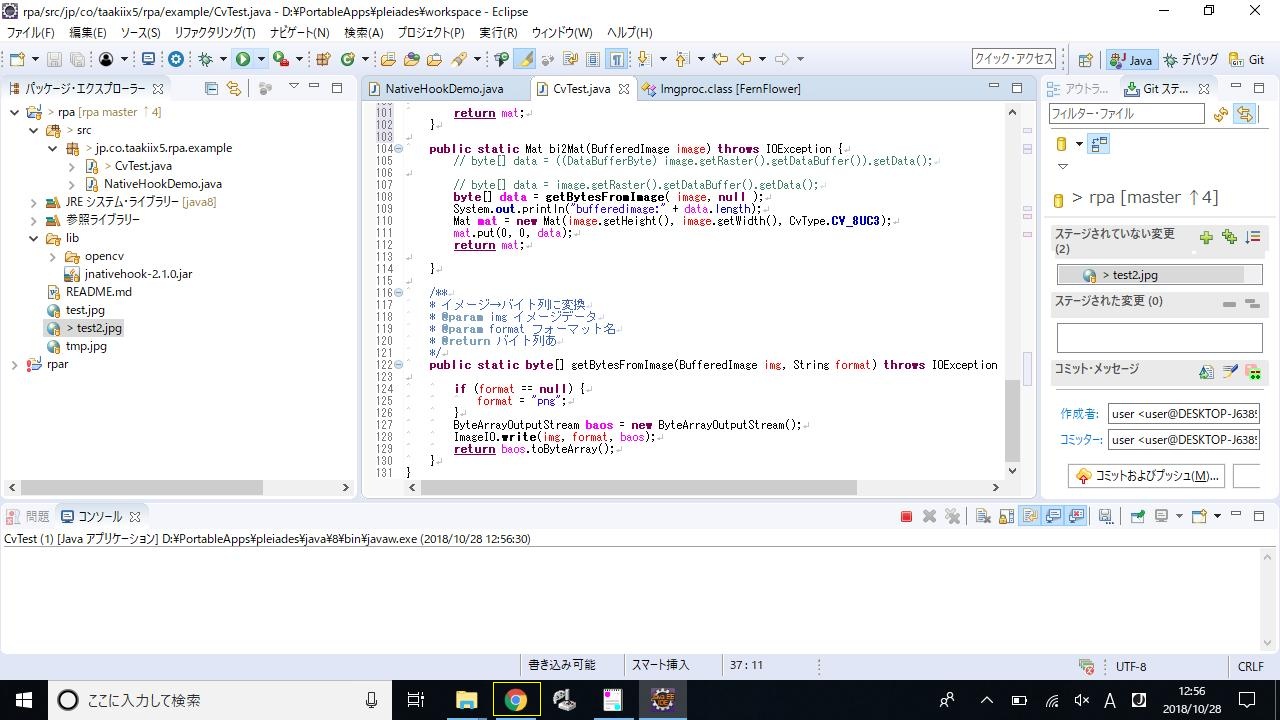 rpa/src/jp/co/taakiix5/rpa/example/CvTest.java - D:¥PortableApps¥pleiades¥workspace - Eclipse
ファイル(F) 編集(E) ソース(S) リファクタリング(T) ナビゲート(N) 検索(A) プロジェクト(P) 実行(R) ウィンドウ(W) ヘルプ(H)
クイック・アクセス Java デバッグ Git
パッケージ・エクスプローラー
> rpa [rpa master ↑4]
> src
> jp.co.taakiix5.rpa.example
> CvTest.java
NativeHookDemo.java
JRE システム・ライブラリー [java8]
参照ライブラリー
lib
opencv
jnativehook-2.1.0.jar
README.md
test.jpg
> test2.jpg
tmp.jpg
rpar
NativeHookDemo.java CvTest.java Imgproc.class [FernFlower]
101 return mat;
102 }
103
104 public static Mat bi2Mat(BufferedImage image) throws IOException {
105 // byte[] data = ((DataBufferByte) image.getRaster().getDataBuffer()).getData();
106
107 // byte[] data = image.getRaster().getDataBuffer().getData();
108 byte[] data = getBytesFromImage( image, null );
109 System.out.println("bufferedimage:" + data.length);
110 Mat mat = new Mat(image.getHeight(), image.getWidth(), CvType.CV_8UC3);
111 mat.put(0, 0, data);
112 return mat;
113
114 }
115
116 /**
117 * イメージ→バイト列に変換
118 * @param img イメージデータ
119 * @param format フォーマット名
120 * @return バイト列あ
121 */
122 public static byte[] getBytesFromImage(BufferedImage img, String format) throws IOException
123
124 if (format == null) {
125 format = "png";
126 }
127 ByteArrayOutputStream baos = new ByteArrayOutputStream();
128 ImageIO.write(img, format, baos);
129 return baos.toByteArray();
130 }
131 }
アウトラ... Git ステ...
フィルター・ファイル
> rpa [master ↑4]
ステージされていない変更 (2)
> test2.jpg
ステージされた変更 (0)
コミット・メッセージ
作成者: user <user@DESKTOP-J638
コミッター: user <user@DESKTOP-J638
コミットおよびプッシュ(M)...
問題 コンソール
CvTest (1) [Java アプリケーション] D:¥PortableApps¥pleiades¥java¥8¥bin¥javaw.exe (2018/10/28 12:56:30)
書き込み可能 スマート挿入 37 : 11 UTF-8 CRLF
ここに入力して検索
A
12:56
2018/10/28